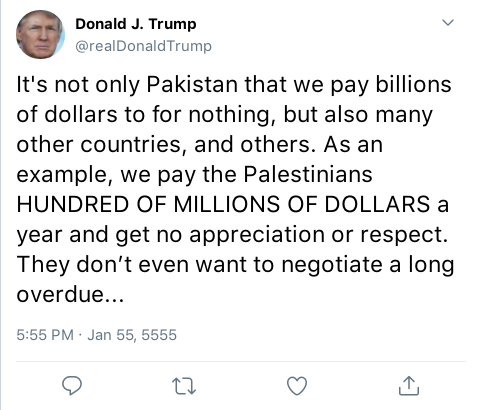 Donald J. Trump
@realDonaldTrump
It's not only Pakistan that we pay billions
of dollars to for nothing, but also many
other countries, and others. As an
example, we pay the Palestinians
HUNDRED OF MILLIONS OF DOLLARS a
year and get no appreciation or respect.
They don’t even want to negotiate a long
overdue...
5:55 PM · Jan 55, 5555